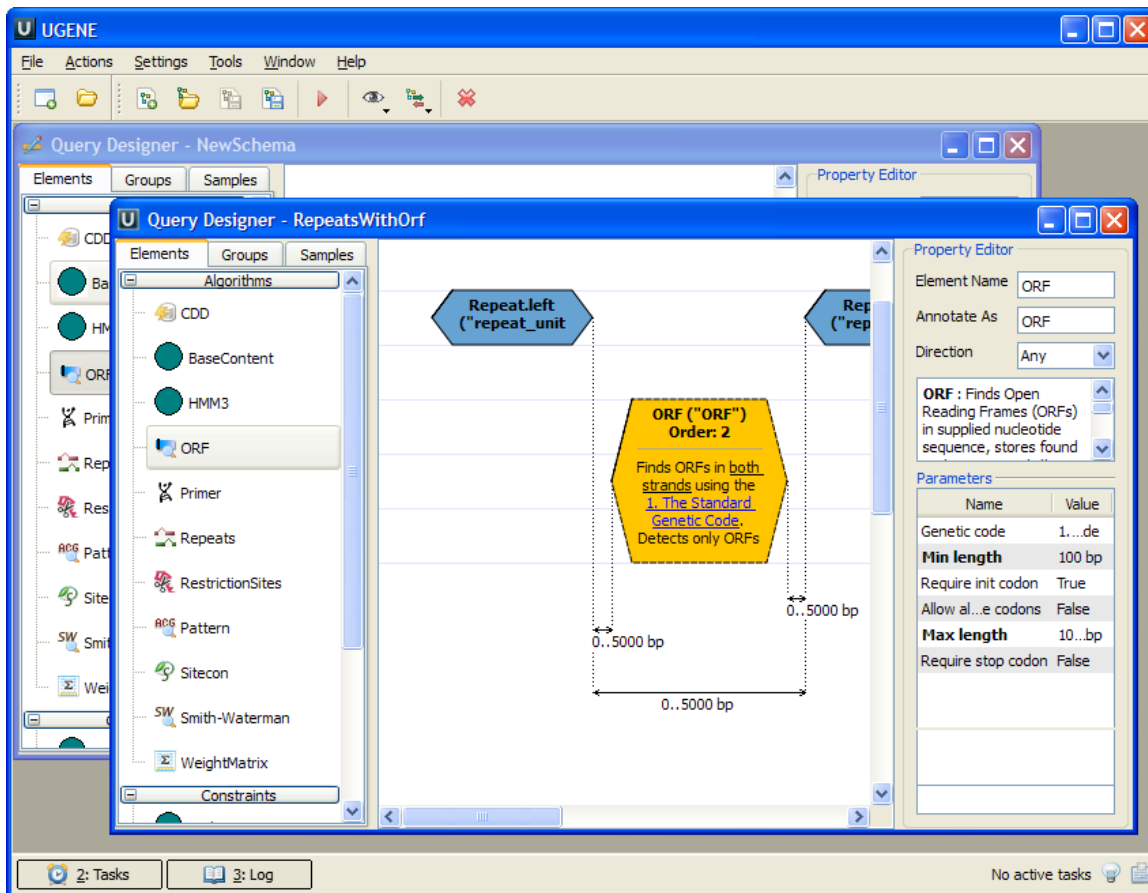 UGENE
File Actions Settings Tools Window Help
Query Designer - NewSchema
Elements Groups Samples
Property Editor
CDD
Ba
HM
ORF
Prim
Rep
Res
Patt
Site
Smit
Wei
Query Designer - RepeatsWithOrf
Elements Groups Samples
Algorithms
CDD
BaseContent
HMM3
ORF
Primer
Repeats
RestrictionSites
Pattern
Sitecon
Smith-Waterman
WeightMatrix
Constraints
Repeat.left
("repeat_unit
Rep
("rep
ORF ("ORF")
Order: 2
Finds ORFs in both
strands using the
1. The Standard
Genetic Code.
Detects only ORFs
0..5000 bp
0..5000 bp
0..5000 bp
Property Editor
Element Name ORF
Annotate As ORF
Direction Any
ORF : Finds Open
Reading Frames (ORFs)
in supplied nucleotide
sequence, stores found
Parameters
Name Value
Genetic code 1....de
Min length 100 bp
Require init codon True
Allow al...e codons False
Max length 10...bp
Require stop codon False
2: Tasks 3: Log No active tasks